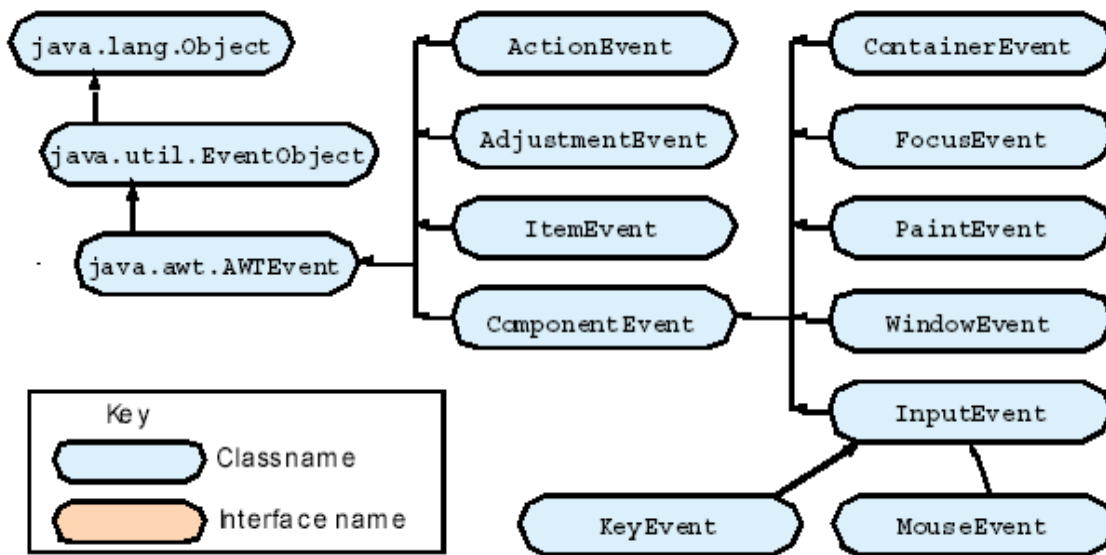 java.lang.Object
java.util.EventObject
java.awt.AWTEvent
ActionEvent
AdjustmentEvent
ItemEvent
ComponentEvent
ContainerEvent
FocusEvent
PaintEvent
WindowEvent
InputEvent
KeyEvent
MouseEvent
Key
Classname
Interface name